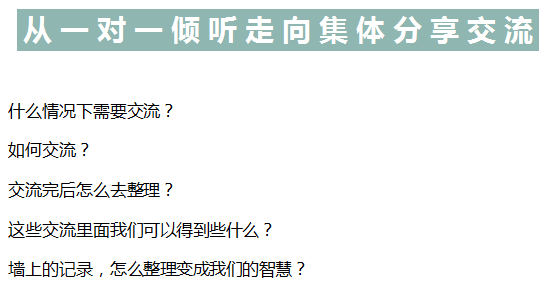 从一对一倾听走向集体分享交流
什么情况下需要交流？
如何交流？
交流完后怎么去整理？
这些交流里面我们可以得到些什么？
墙上的记录，怎么整理变成我们的智慧？